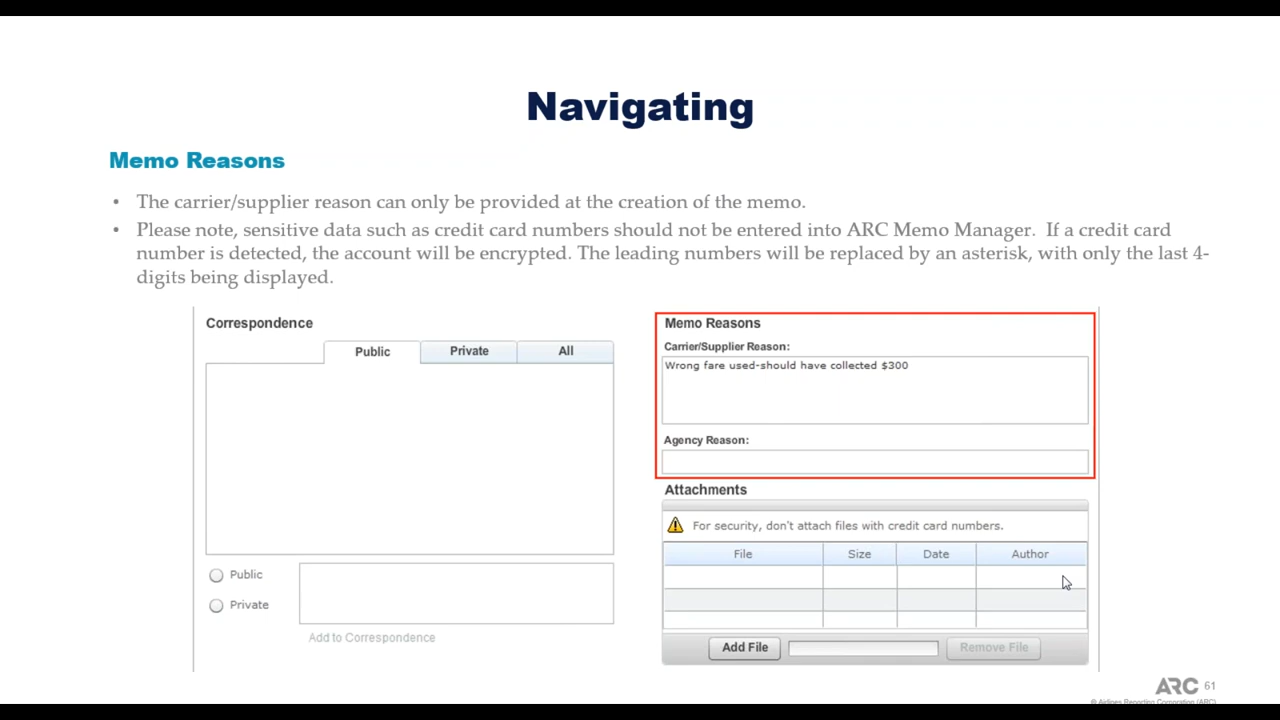 Navigating
Memo Reasons
• The carrier/supplier reason can only be provided at the creation of the memo.
• Please note, sensitive data such as credit card numbers should not be entered into ARC Memo Manager. If a credit card
number is detected, the account will be encrypted. The leading numbers will be replaced by an asterisk, with only the last 4-
digits being displayed.
Correspondence
Public Private All
Public
Private
Add to Correspondence
Memo Reasons
Carrier/Supplier Reason:
Wrong fare used-should have collected $300
Agency Reason:
Attachments
For security, don't attach files with credit card numbers.
File Size Date Author
Add File Remove File
ARC 61
© Airlines Reporting Corporation (ARC)